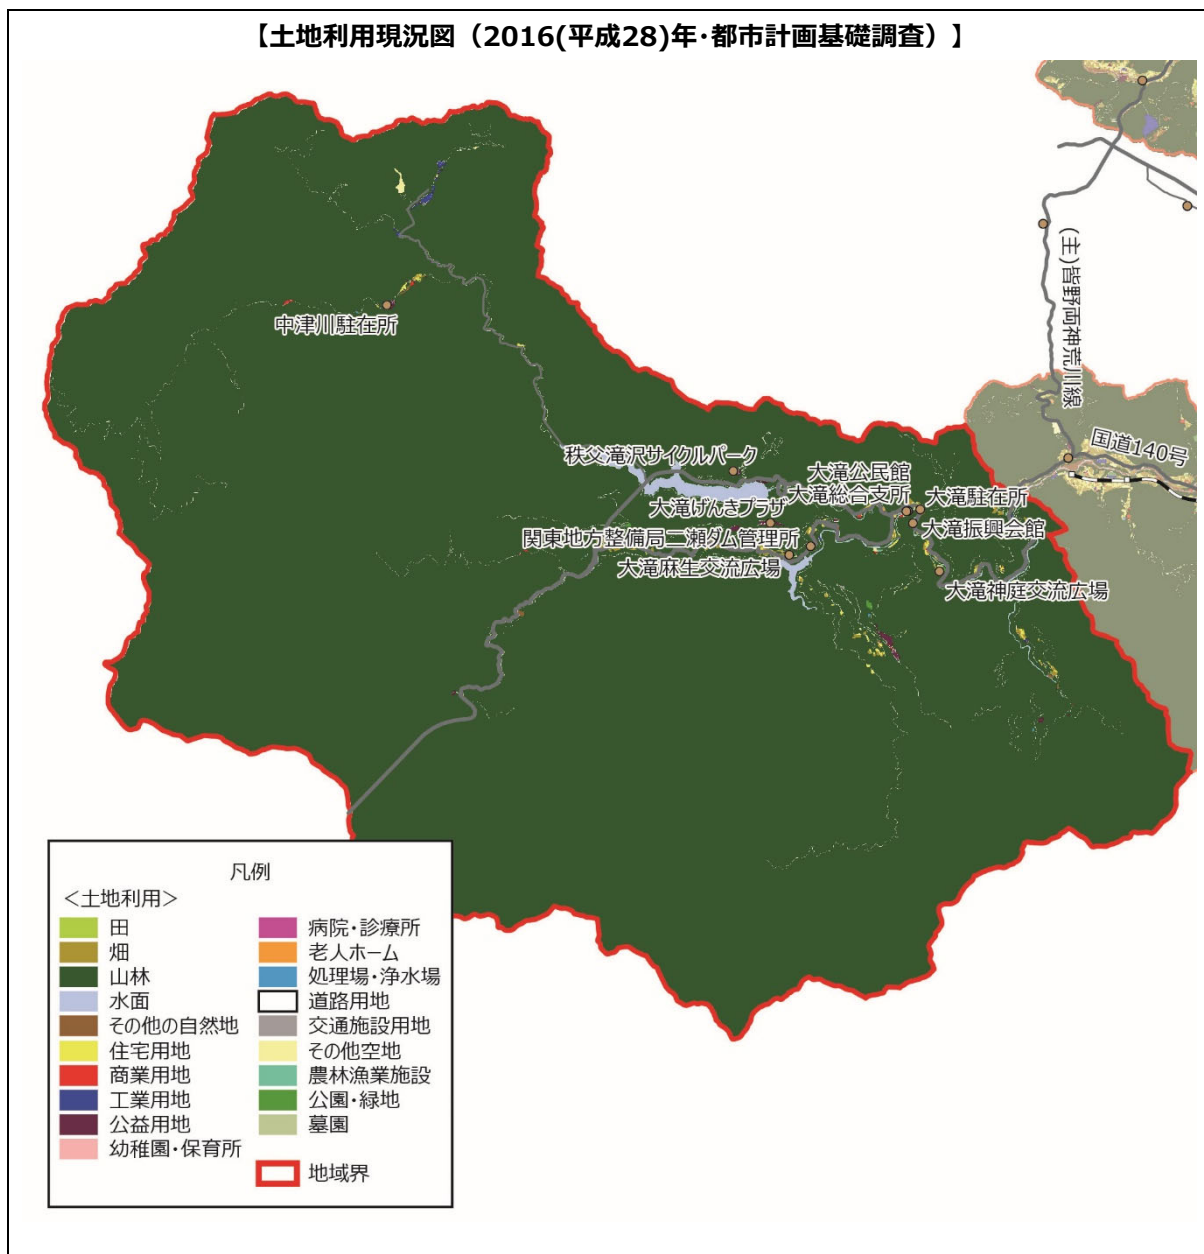 【土地利用現況図（2016(平成28)年・都市計画基礎調査）】
(主)皆野両神荒川線
中津川駐在所
国道140号
秩父滝沢サイクルパーク
大滝公民館
大滝総合支所
大滝駐在所
大滝げんきプラザ
大滝振興会館
関東地方整備局二瀬ダム管理所
大滝麻生交流広場
大滝神庭交流広場
凡例
＜土地利用＞
田
畑
山林
水面
その他の自然地
住宅用地
商業用地
工業用地
公益用地
幼稚園・保育所
病院・診療所
老人ホーム
処理場・浄水場
道路用地
交通施設用地
その他空地
農林漁業施設
公園・緑地
墓園
地域界